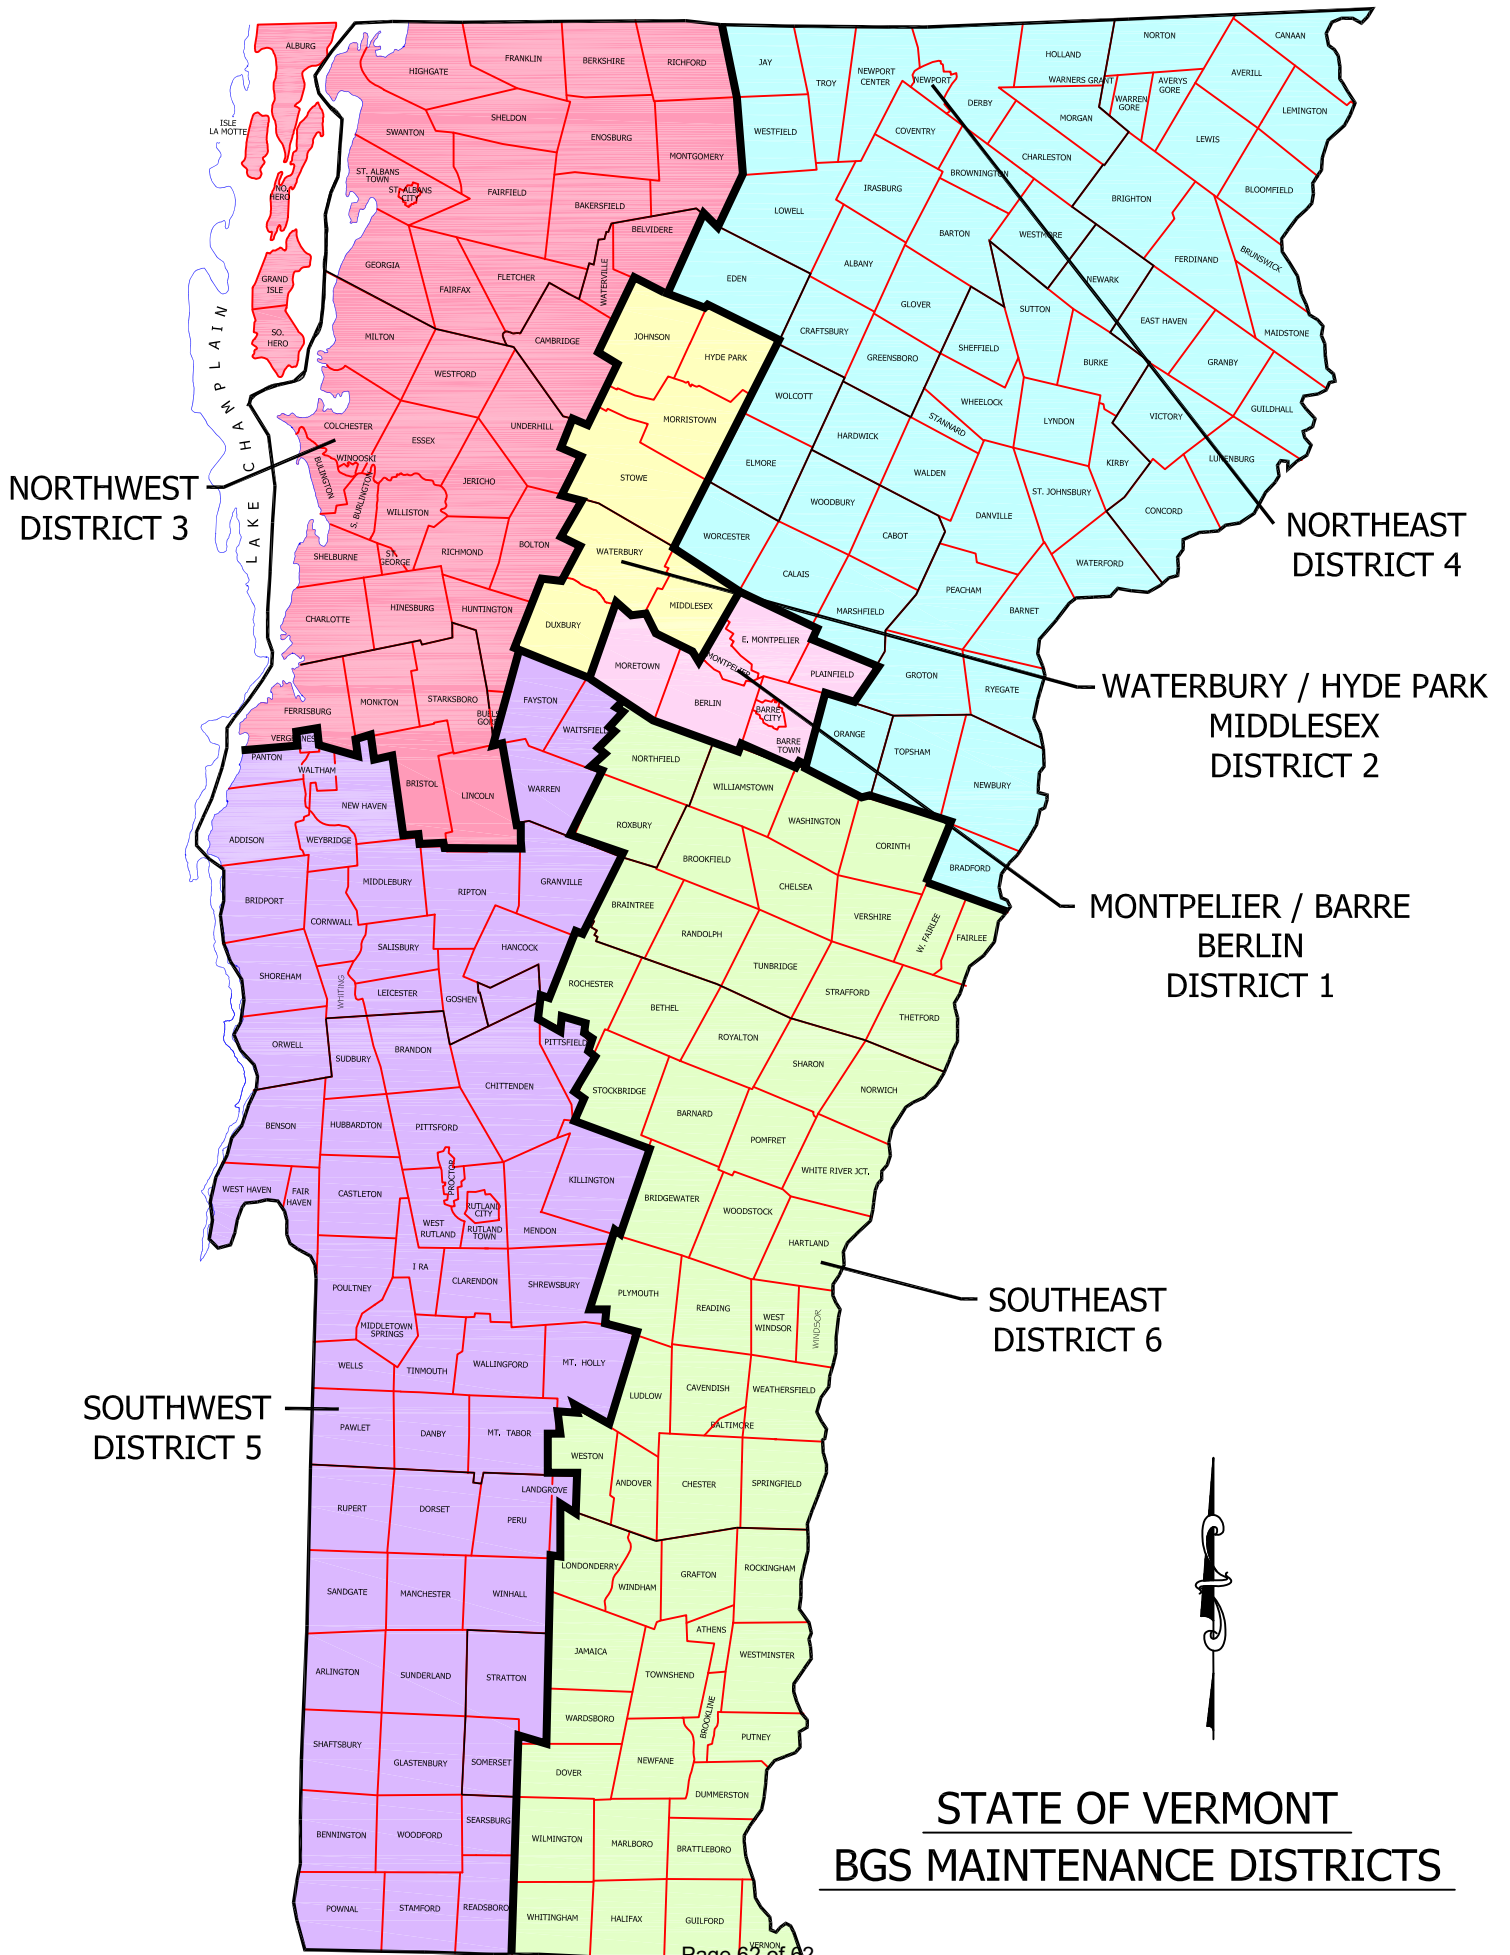 ALBURG
HIGHGATE
FRANKLIN
BERKSHIRE
RICHFORD
JAY
TROY
NEWPORT
CENTER
NEWPORT
DERBY
HOLLAND
WARNERS GRANT
NORTON
WARREN
GORE
AVERYS
GORE
AVERILL
CANAAN
LEMINGTON
ISLE
LA MOTTE
SWANTON
SHELDON
ENOSBURG
MONTGOMERY
WESTFIELD
COVENTRY
MORGAN
LEWIS
CHARLESTON
ST. ALBANS
TOWN
ST. ALBANS
CITY
FAIRFIELD
BAKERSFIELD
NO.
HERO
IRASBURG
BROWNINGTON
BRIGHTON
BLOOMFIELD
BELVIDERE
LOWELL
BARTON
WESTMORE
FERDINAND
BRUNSWICK
GEORGIA
FAIRFAX
FLETCHER
WATERVILLE
GRAND
ISLE
EDEN
ALBANY
GLOVER
NEWARK
SUTTON
EAST HAVEN
MAIDSTONE
SO.
HERO
MILTON
CAMBRIDGE
JOHNSON
HYDE PARK
CRAFTSBURY
GREENSBORO
SHEFFIELD
BURKE
GRANBY
WESTFORD
WOLCOTT
WHEELOCK
STANNARD
LYNDON
VICTORY
GUILDHALL
COLCHESTER
ESSEX
UNDERHILL
MORRISTOWN
HARDWICK
WINOOSKI
BULINGTON
S. BURLINGTON
JERICHO
STOWE
ELMORE
WALDEN
KIRBY
LUNENBURG
LAKE CHAMPLAIN
NORTHWEST
DISTRICT 3
WILLISTON
WOODBURY
ST. JOHNSBURY
DANVILLE
CONCORD
NORTHEAST
DISTRICT 4
SHELBURNE
ST.
GEORGE
RICHMOND
BOLTON
WATERBURY
WORCESTER
CABOT
WATERFORD
CALAIS
PEACHAM
CHARLOTTE
HINESBURG
HUNTINGTON
DUXBURY
MIDDLESEX
MARSHFIELD
BARNET
E. MONTPELIER
MORETOWN
MONTPELIER
PLAINFIELD
GROTON
RYEGATE
WATERBURY / HYDE PARK
MIDDLESEX
DISTRICT 2
FERRISBURG
MONKTON
STARKSBORO
BUELS
GORE
FAYSTON
WAITSFIELD
BERLIN
BARRE
CITY
BARRE
TOWN
ORANGE
TOPSHAM
NEWBURY
VERGENNES
PANTON
WALTHAM
NEW HAVEN
BRISTOL
LINCOLN
WARREN
NORTHFIELD
WILLIAMSTOWN
WASHINGTON
CORINTH
BRADFORD
ADDISON
WEYBRIDGE
ROXBURY
BROOKFIELD
CHELSEA
MIDDLEBURY
RIPTON
GRANVILLE
BRIDPORT
CORNWALL
BRAINTREE
RANDOLPH
VERSHIRE
W. FAIRLEE
FAIRLEE
MONTPELIER / BARRE
BERLIN
DISTRICT 1
SALISBURY
HANCOCK
SHOREHAM
WHITING
LEICESTER
GOSHEN
ROCHESTER
TUNBRIDGE
STRAFFORD
BETHEL
THETFORD
ORWELL
SUDBURY
BRANDON
PITTSFIELD
ROYALTON
SHARON
CHITTENDEN
STOCKBRIDGE
NORWICH
BENSON
HUBBARDTON
PITTSFORD
BARNARD
POMFRET
WHITE RIVER JCT.
WEST HAVEN
FAIR
HAVEN
CASTLETON
PROCTOR
KILLINGTON
BRIDGEWATER
WOODSTOCK
RUTLAND
CITY
WEST
RUTLAND
RUTLAND
TOWN
MENDON
HARTLAND
I RA
POULTNEY
CLARENDON
SHREWSBURY
PLYMOUTH
READING
WEST
WINDSOR
WINDSOR
SOUTHEAST
DISTRICT 6
MIDDLETOWN
SPRINGS
WELLS
TINMOUTH
WALLINGFORD
MT. HOLLY
LUDLOW
CAVENDISH
WEATHERSFIELD
BALTIMORE
SOUTHWEST
DISTRICT 5
PAWLET
DANBY
MT. TABOR
WESTON
ANDOVER
CHESTER
SPRINGFIELD
LANDGROVE
RUPERT
DORSET
PERU
LONDONDERRY
WINDHAM
GRAFTON
ROCKINGHAM
SANDGATE
MANCHESTER
WINHALL
ATHENS
JAMAICA
WESTMINSTER
ARLINGTON
SUNDERLAND
STRATTON
TOWNSHEND
WARDSBORO
BROOKLINE
PUTNEY
SHAFTSBURY
GLASTENBURY
SOMERSET
DOVER
NEWFANE
DUMMERSTON
SEARSBURG
BENNINGTON
WOODFORD
WILMINGTON
MARLBORO
BRATTLEBORO
STATE OF VERMONT
BGS MAINTENANCE DISTRICTS
POWNAL
STAMFORD
READSBORO
WHITINGHAM
HALIFAX
GUILFORD
VERNON
Page 62 of 62